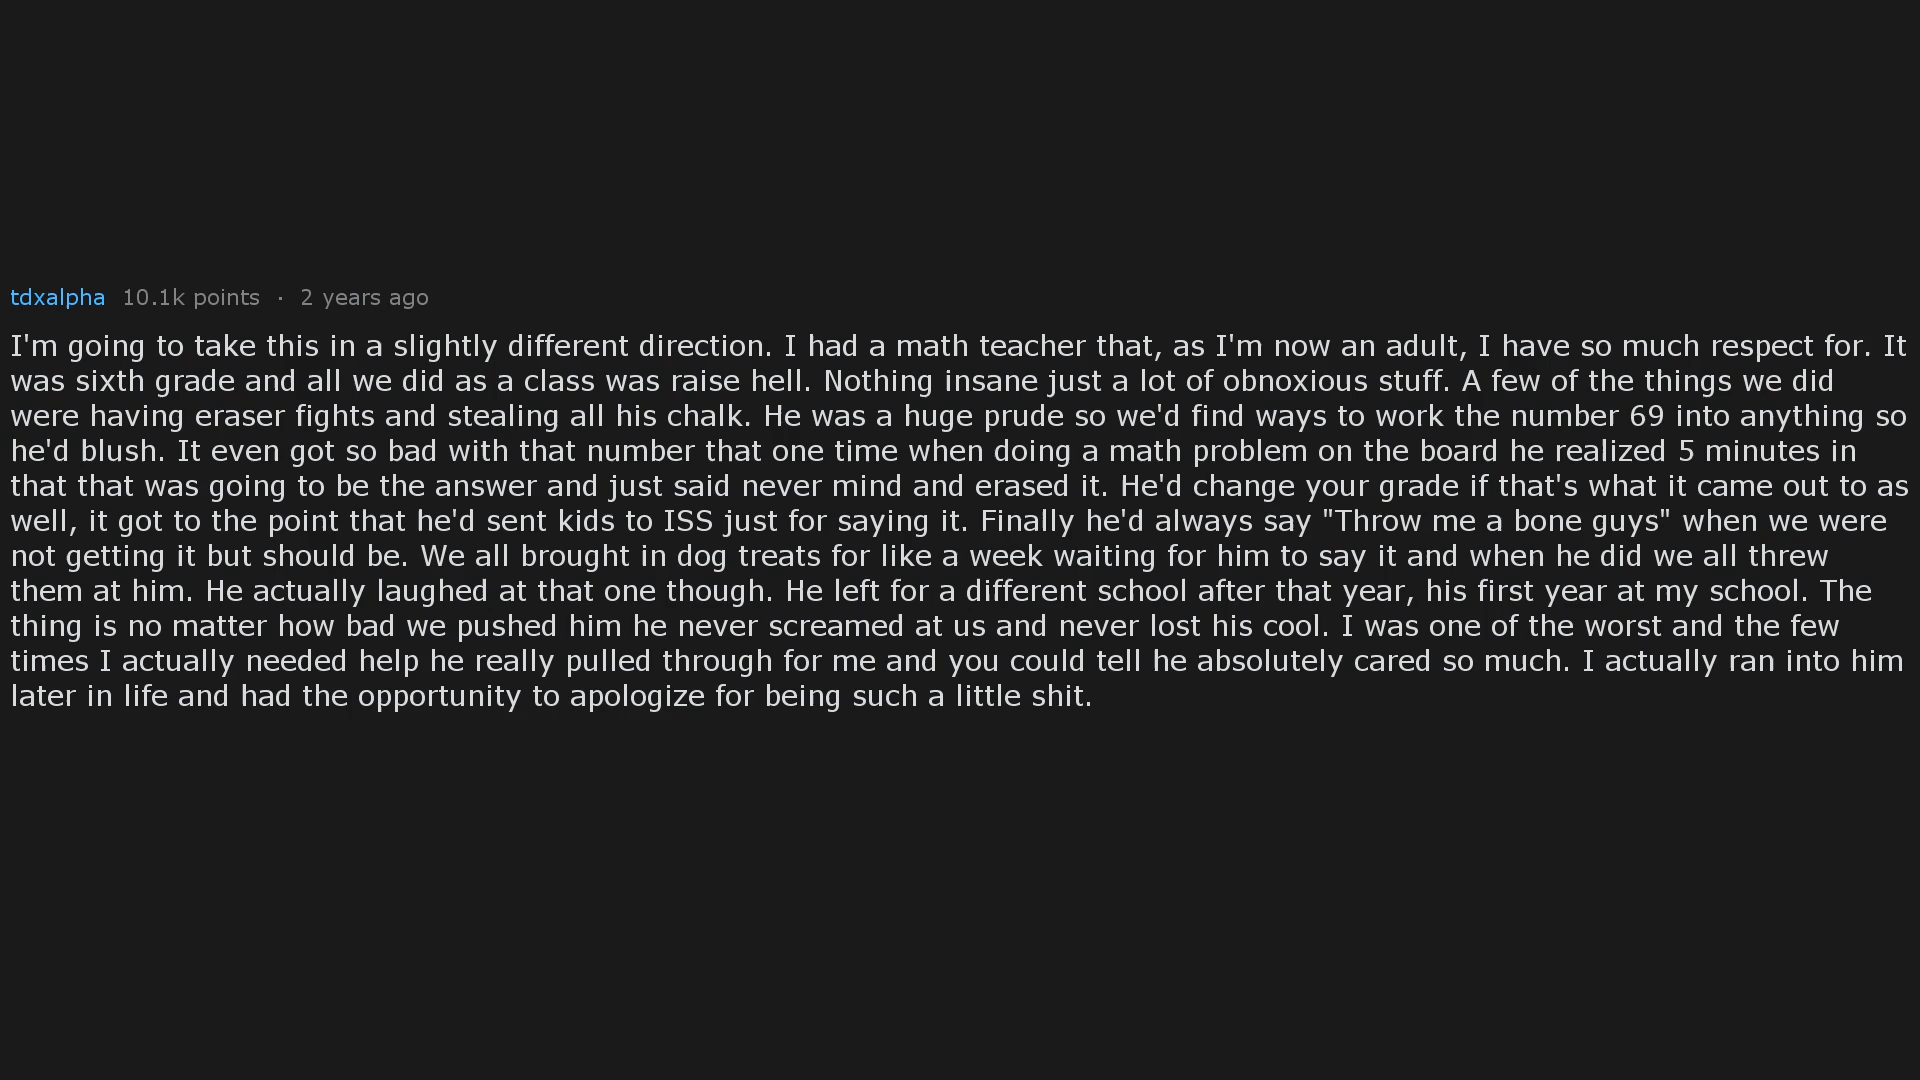 tdxalpha 10.1k points · 2 years ago
I'm going to take this in a slightly different direction. I had a math teacher that, as I'm now an adult, I have so much respect for. It
was sixth grade and all we did as a class was raise hell. Nothing insane just a lot of obnoxious stuff. A few of the things we did
were having eraser fights and stealing all his chalk. He was a huge prude so we'd find ways to work the number 69 into anything so
he'd blush. It even got so bad with that number that one time when doing a math problem on the board he realized 5 minutes in
that that was going to be the answer and just said never mind and erased it. He'd change your grade if that's what it came out to as
well, it got to the point that he'd sent kids to ISS just for saying it. Finally he'd always say "Throw me a bone guys" when we were
not getting it but should be. We all brought in dog treats for like a week waiting for him to say it and when he did we all threw
them at him. He actually laughed at that one though. He left for a different school after that year, his first year at my school. The
thing is no matter how bad we pushed him he never screamed at us and never lost his cool. I was one of the worst and the few
times I actually needed help he really pulled through for me and you could tell he absolutely cared so much. I actually ran into him
later in life and had the opportunity to apologize for being such a little shit.